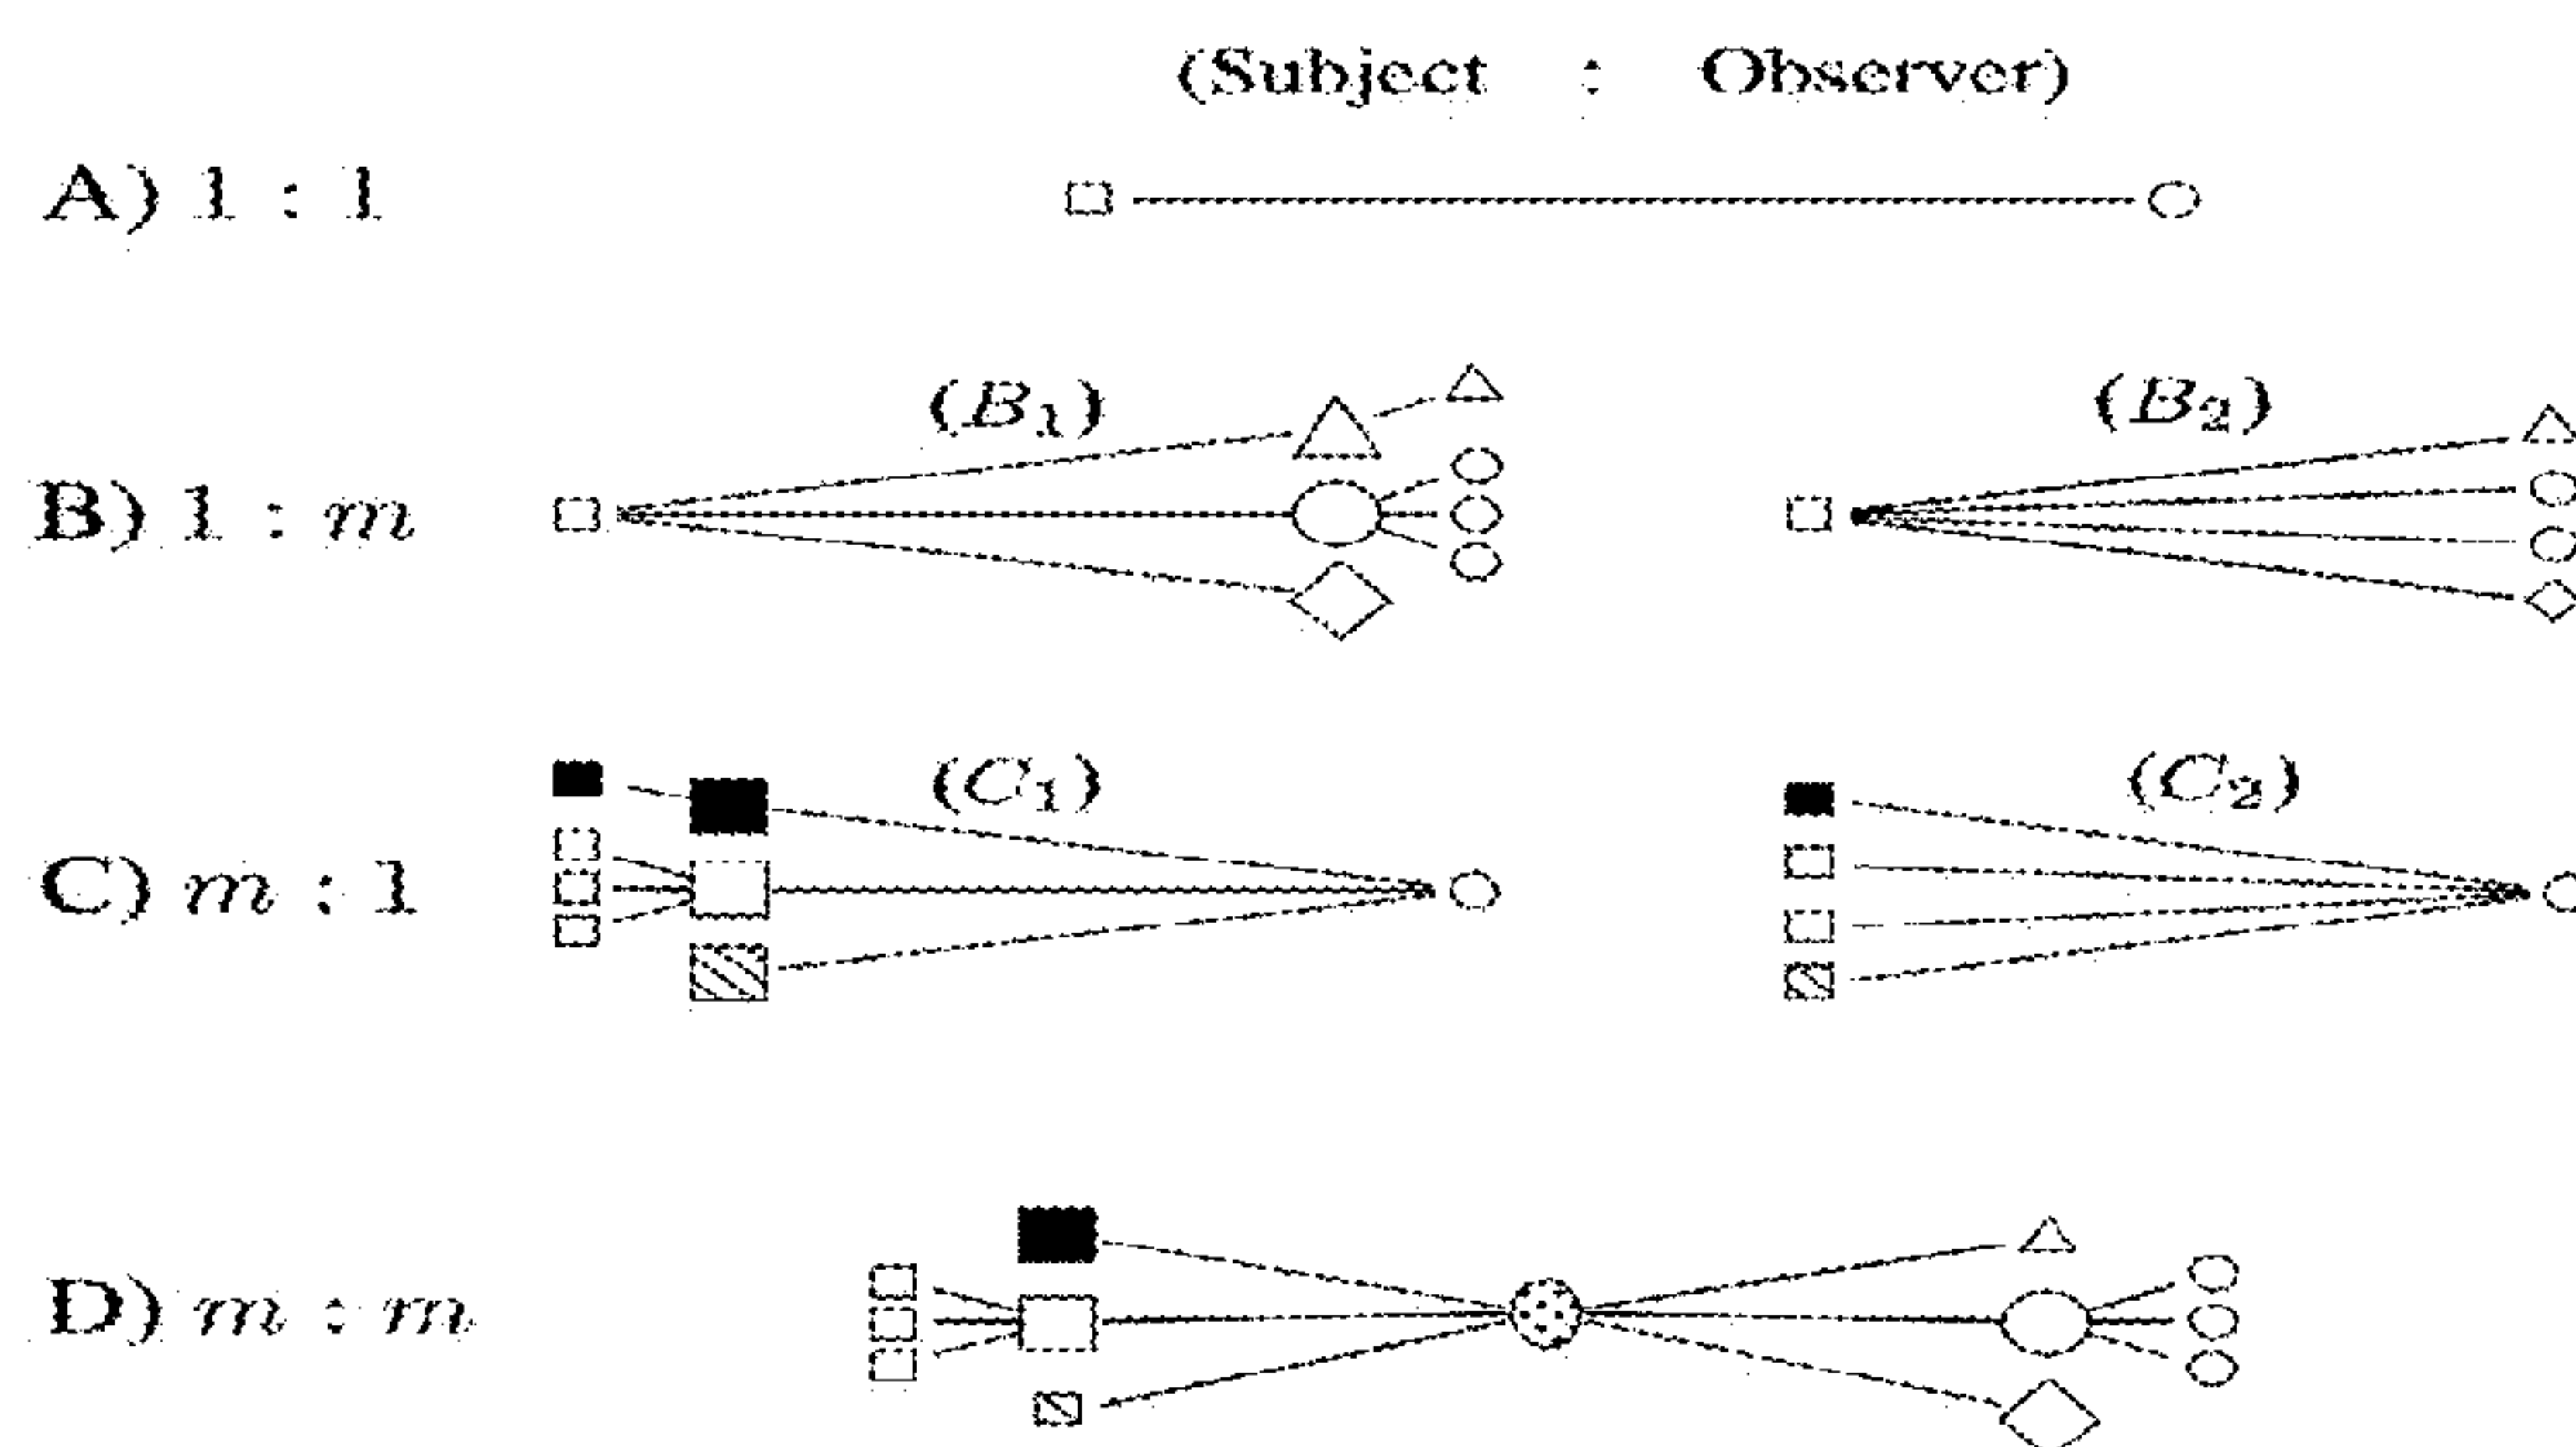 (Subject : Observer)
A) 1 : 1
(B₁) (B₂)
B) 1 : m
(C₁) (C₂)
C) m : 1
D) m : m